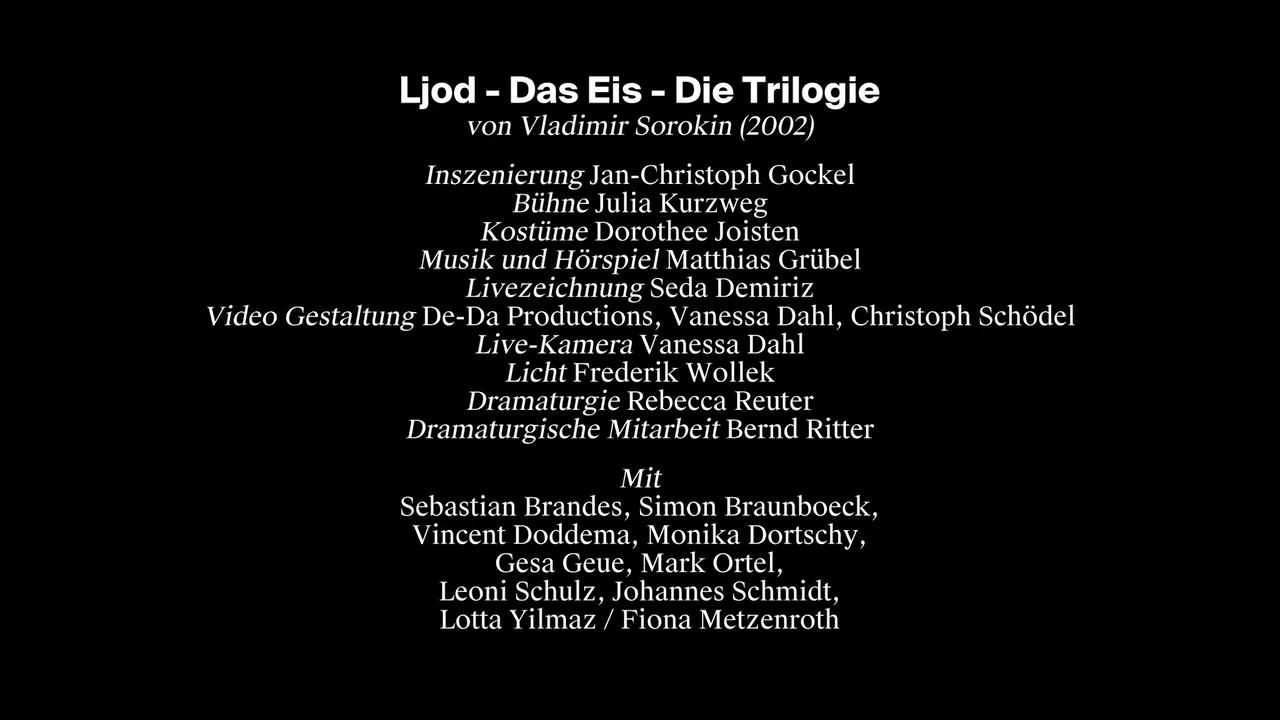 Ljod - Das Eis - Die Trilogie
von Vladimir Sorokin (2002)
Inszenierung Jan-Christoph Gockel
Bühne Julia Kurzweg
Kostüme Dorothee Joisten
Musik und Hörspiel Matthias Grübel
Livezeichnung Seda Demiriz
Video Gestaltung De-Da Productions, Vanessa Dahl, Christoph Schödel
Live-Kamera Vanessa Dahl
Licht Frederik Wollek
Dramaturgie Rebecca Reuter
Dramaturgische Mitarbeit Bernd Ritter
Mit
Sebastian Brandes, Simon Braunboeck,
Vincent Doddema, Monika Dortschy,
Gesa Geue, Mark Ortel,
Leoni Schulz, Johannes Schmidt,
Lotta Yilmaz / Fiona Metzenroth